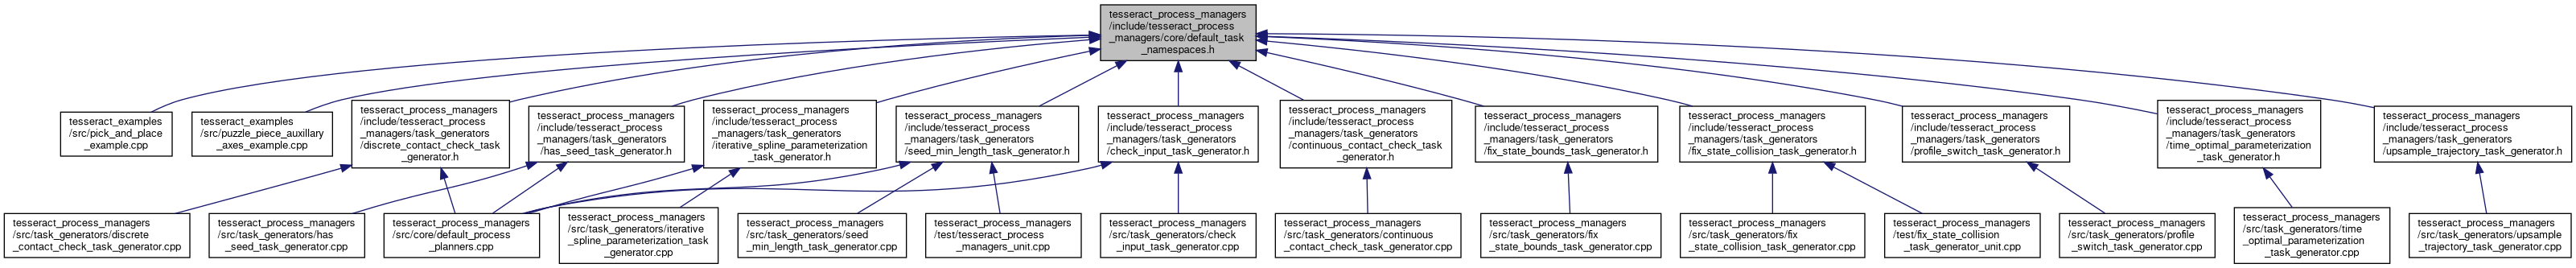 tesseract_process_managers
/include/tesseract_process
_managers/core/default_task
_namespaces.h
tesseract_examples
/src/pick_and_place
_example.cpp
tesseract_examples
/src/puzzle_piece_auxillary
_axes_example.cpp
tesseract_process_managers
/include/tesseract_process
_managers/task_generators
/discrete_contact_check_task
_generator.h
tesseract_process_managers
/include/tesseract_process
_managers/task_generators
/has_seed_task_generator.h
tesseract_process_managers
/include/tesseract_process
_managers/task_generators
/iterative_spline_parameterization
_task_generator.h
tesseract_process_managers
/include/tesseract_process
_managers/task_generators
/seed_min_length_task_generator.h
tesseract_process_managers
/include/tesseract_process
_managers/task_generators
/check_input_task_generator.h
tesseract_process_managers
/include/tesseract_process
_managers/task_generators
/continuous_contact_check_task
_generator.h
tesseract_process_managers
/include/tesseract_process
_managers/task_generators
/fix_state_bounds_task_generator.h
tesseract_process_managers
/include/tesseract_process
_managers/task_generators
/fix_state_collision_task_generator.h
tesseract_process_managers
/include/tesseract_process
_managers/task_generators
/profile_switch_task_generator.h
tesseract_process_managers
/include/tesseract_process
_managers/task_generators
/time_optimal_parameterization
_task_generator.h
tesseract_process_managers
/include/tesseract_process
_managers/task_generators
/upsample_trajectory_task_generator.h
tesseract_process_managers
/src/task_generators/discrete
_contact_check_task_generator.cpp
tesseract_process_managers
/src/task_generators/has
_seed_task_generator.cpp
tesseract_process_managers
/src/core/default_process
_planners.cpp
tesseract_process_managers
/src/task_generators/iterative
_spline_parameterization_task
_generator.cpp
tesseract_process_managers
/src/task_generators/seed
_min_length_task_generator.cpp
tesseract_process_managers
/test/tesseract_process
_managers_unit.cpp
tesseract_process_managers
/src/task_generators/check
_input_task_generator.cpp
tesseract_process_managers
/src/task_generators/continuous
_contact_check_task_generator.cpp
tesseract_process_managers
/src/task_generators/fix
_state_bounds_task_generator.cpp
tesseract_process_managers
/src/task_generators/fix
_state_collision_task_generator.cpp
tesseract_process_managers
/test/fix_state_collision
_task_generator_unit.cpp
tesseract_process_managers
/src/task_generators/profile
_switch_task_generator.cpp
tesseract_process_managers
/src/task_generators/time
_optimal_parameterization
_task_generator.cpp
tesseract_process_managers
/src/task_generators/upsample
_trajectory_task_generator.cpp